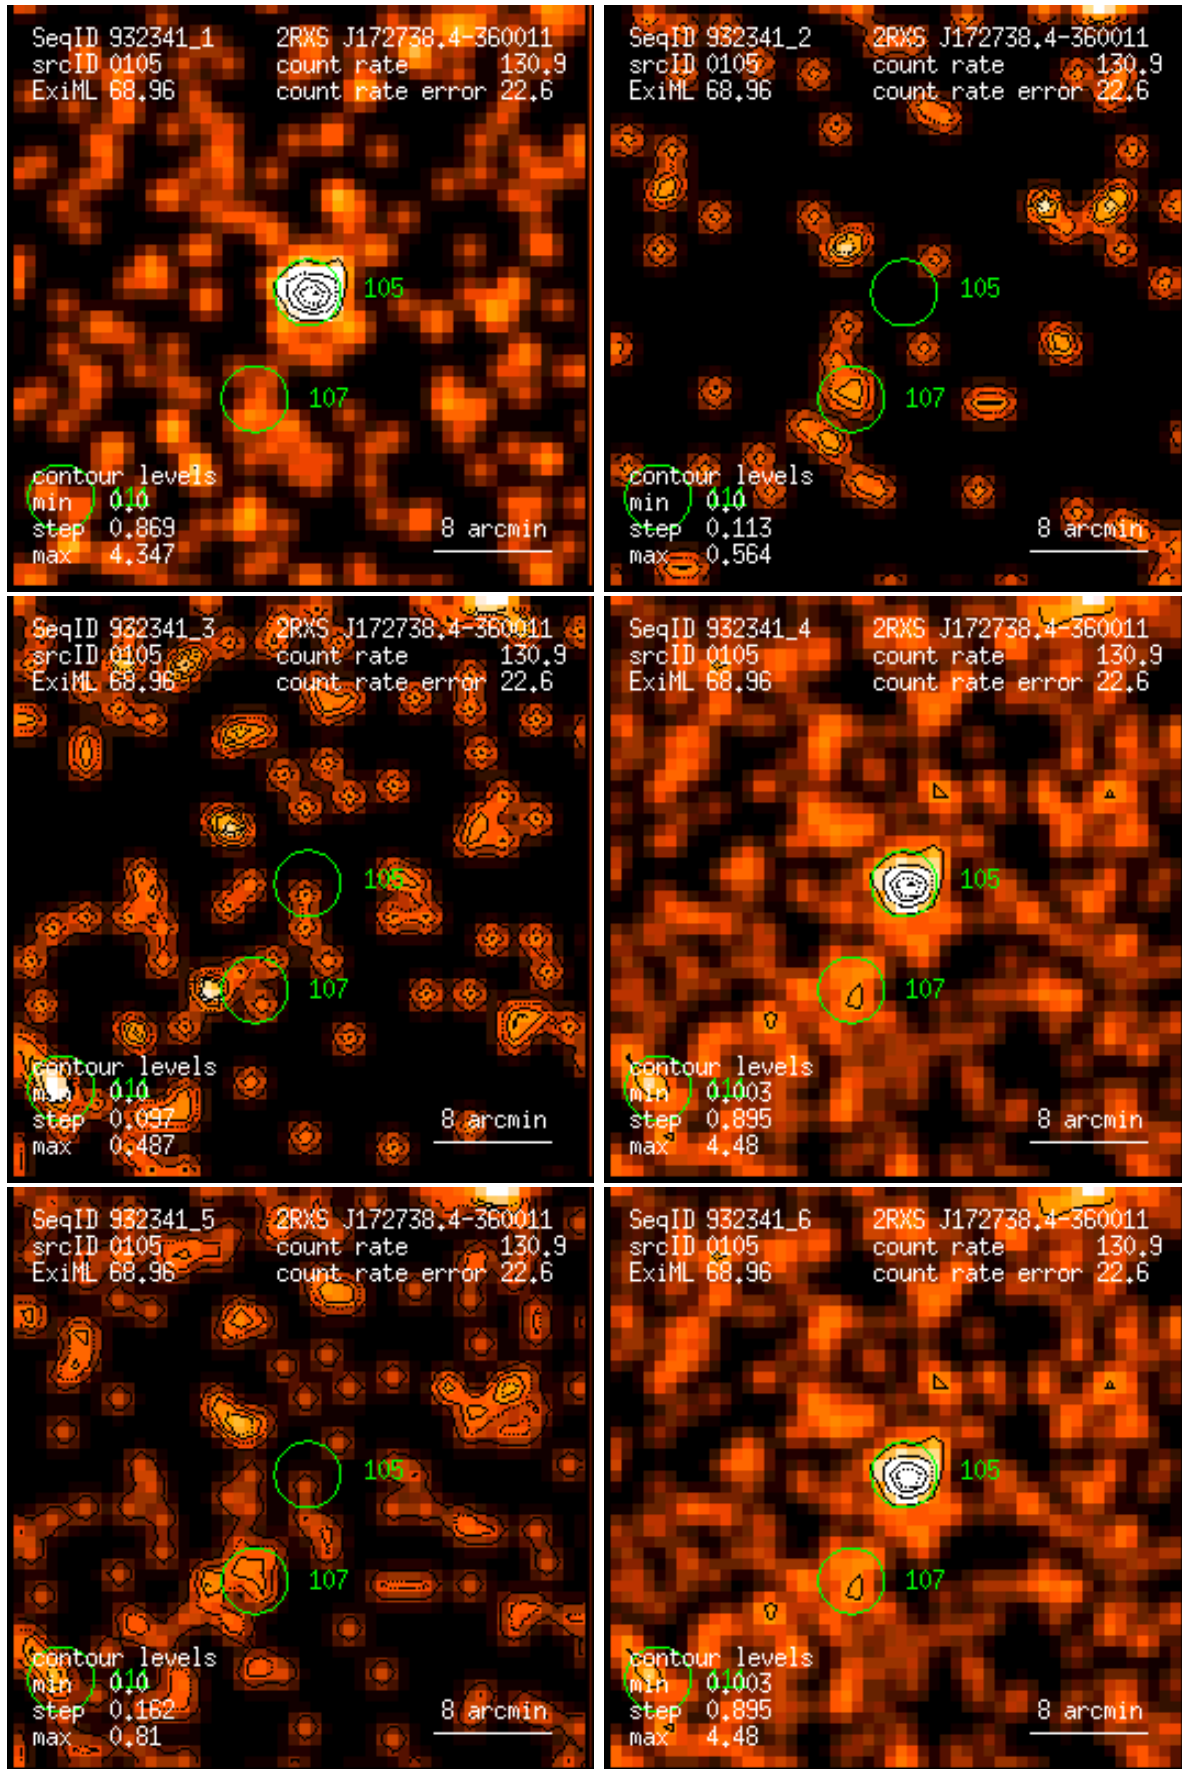 SeqID 932341_1 2RXS J172738.4-360011
srcID 0105 count rate 130.9
ExiML 68.96 count rate error 22.6
105
107
contour levels
111
min 0.0
step 0.869
max 4.347
8 arcmin
SeqID 932341_2 2RXS J172738.4-360011
srcID 0105 count rate 130.9
ExiML 68.96 count rate error 22.6
105
107
contour levels
111
min 0.0
step 0.113
max 0.564
8 arcmin
SeqID 932341_3 2RXS J172738.4-360011
srcID 0105 count rate 130.9
ExiML 68.96 count rate error 22.6
105
107
contour levels
111
min 0.0
step 0.097
max 0.487
8 arcmin
SeqID 932341_4 2RXS J172738.4-360011
srcID 0105 count rate 130.9
ExiML 68.96 count rate error 22.6
105
107
contour levels
111
min 0.003
step 0.895
max 4.48
8 arcmin
SeqID 932341_5 2RXS J172738.4-360011
srcID 0105 count rate 130.9
ExiML 68.96 count rate error 22.6
105
107
contour levels
111
min 0.0
step 0.162
max 0.81
8 arcmin
SeqID 932341_6 2RXS J172738.4-360011
srcID 0105 count rate 130.9
ExiML 68.96 count rate error 22.6
105
107
contour levels
111
min 0.003
step 0.895
max 4.48
8 arcmin